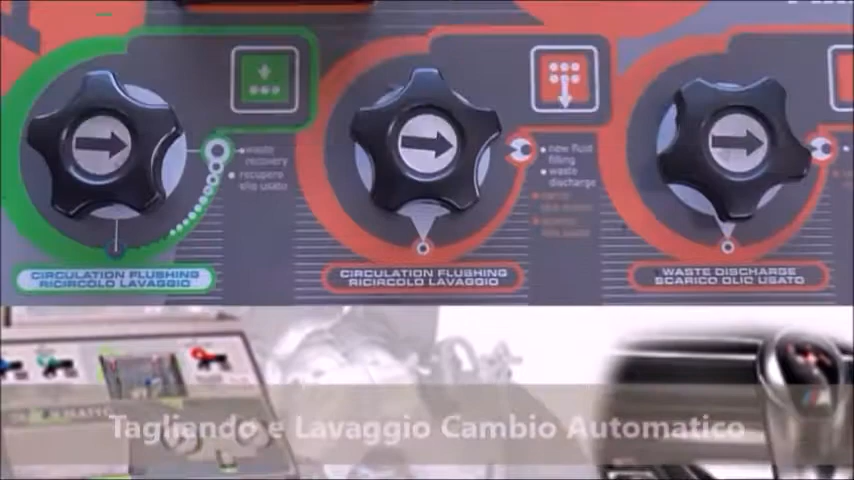 waste
recovery
recupero
olio usato
new fluid
filling
waste
discharge
CIRCULATION FLUSHING
RICIRCOLO LAVAGGIO
CIRCULATION FLUSHING
RICIRCOLO LAVAGGIO
WASTE DISCHARGE
SCARICO OLIO USATO
Tagliando e Lavaggio Cambio Automatico